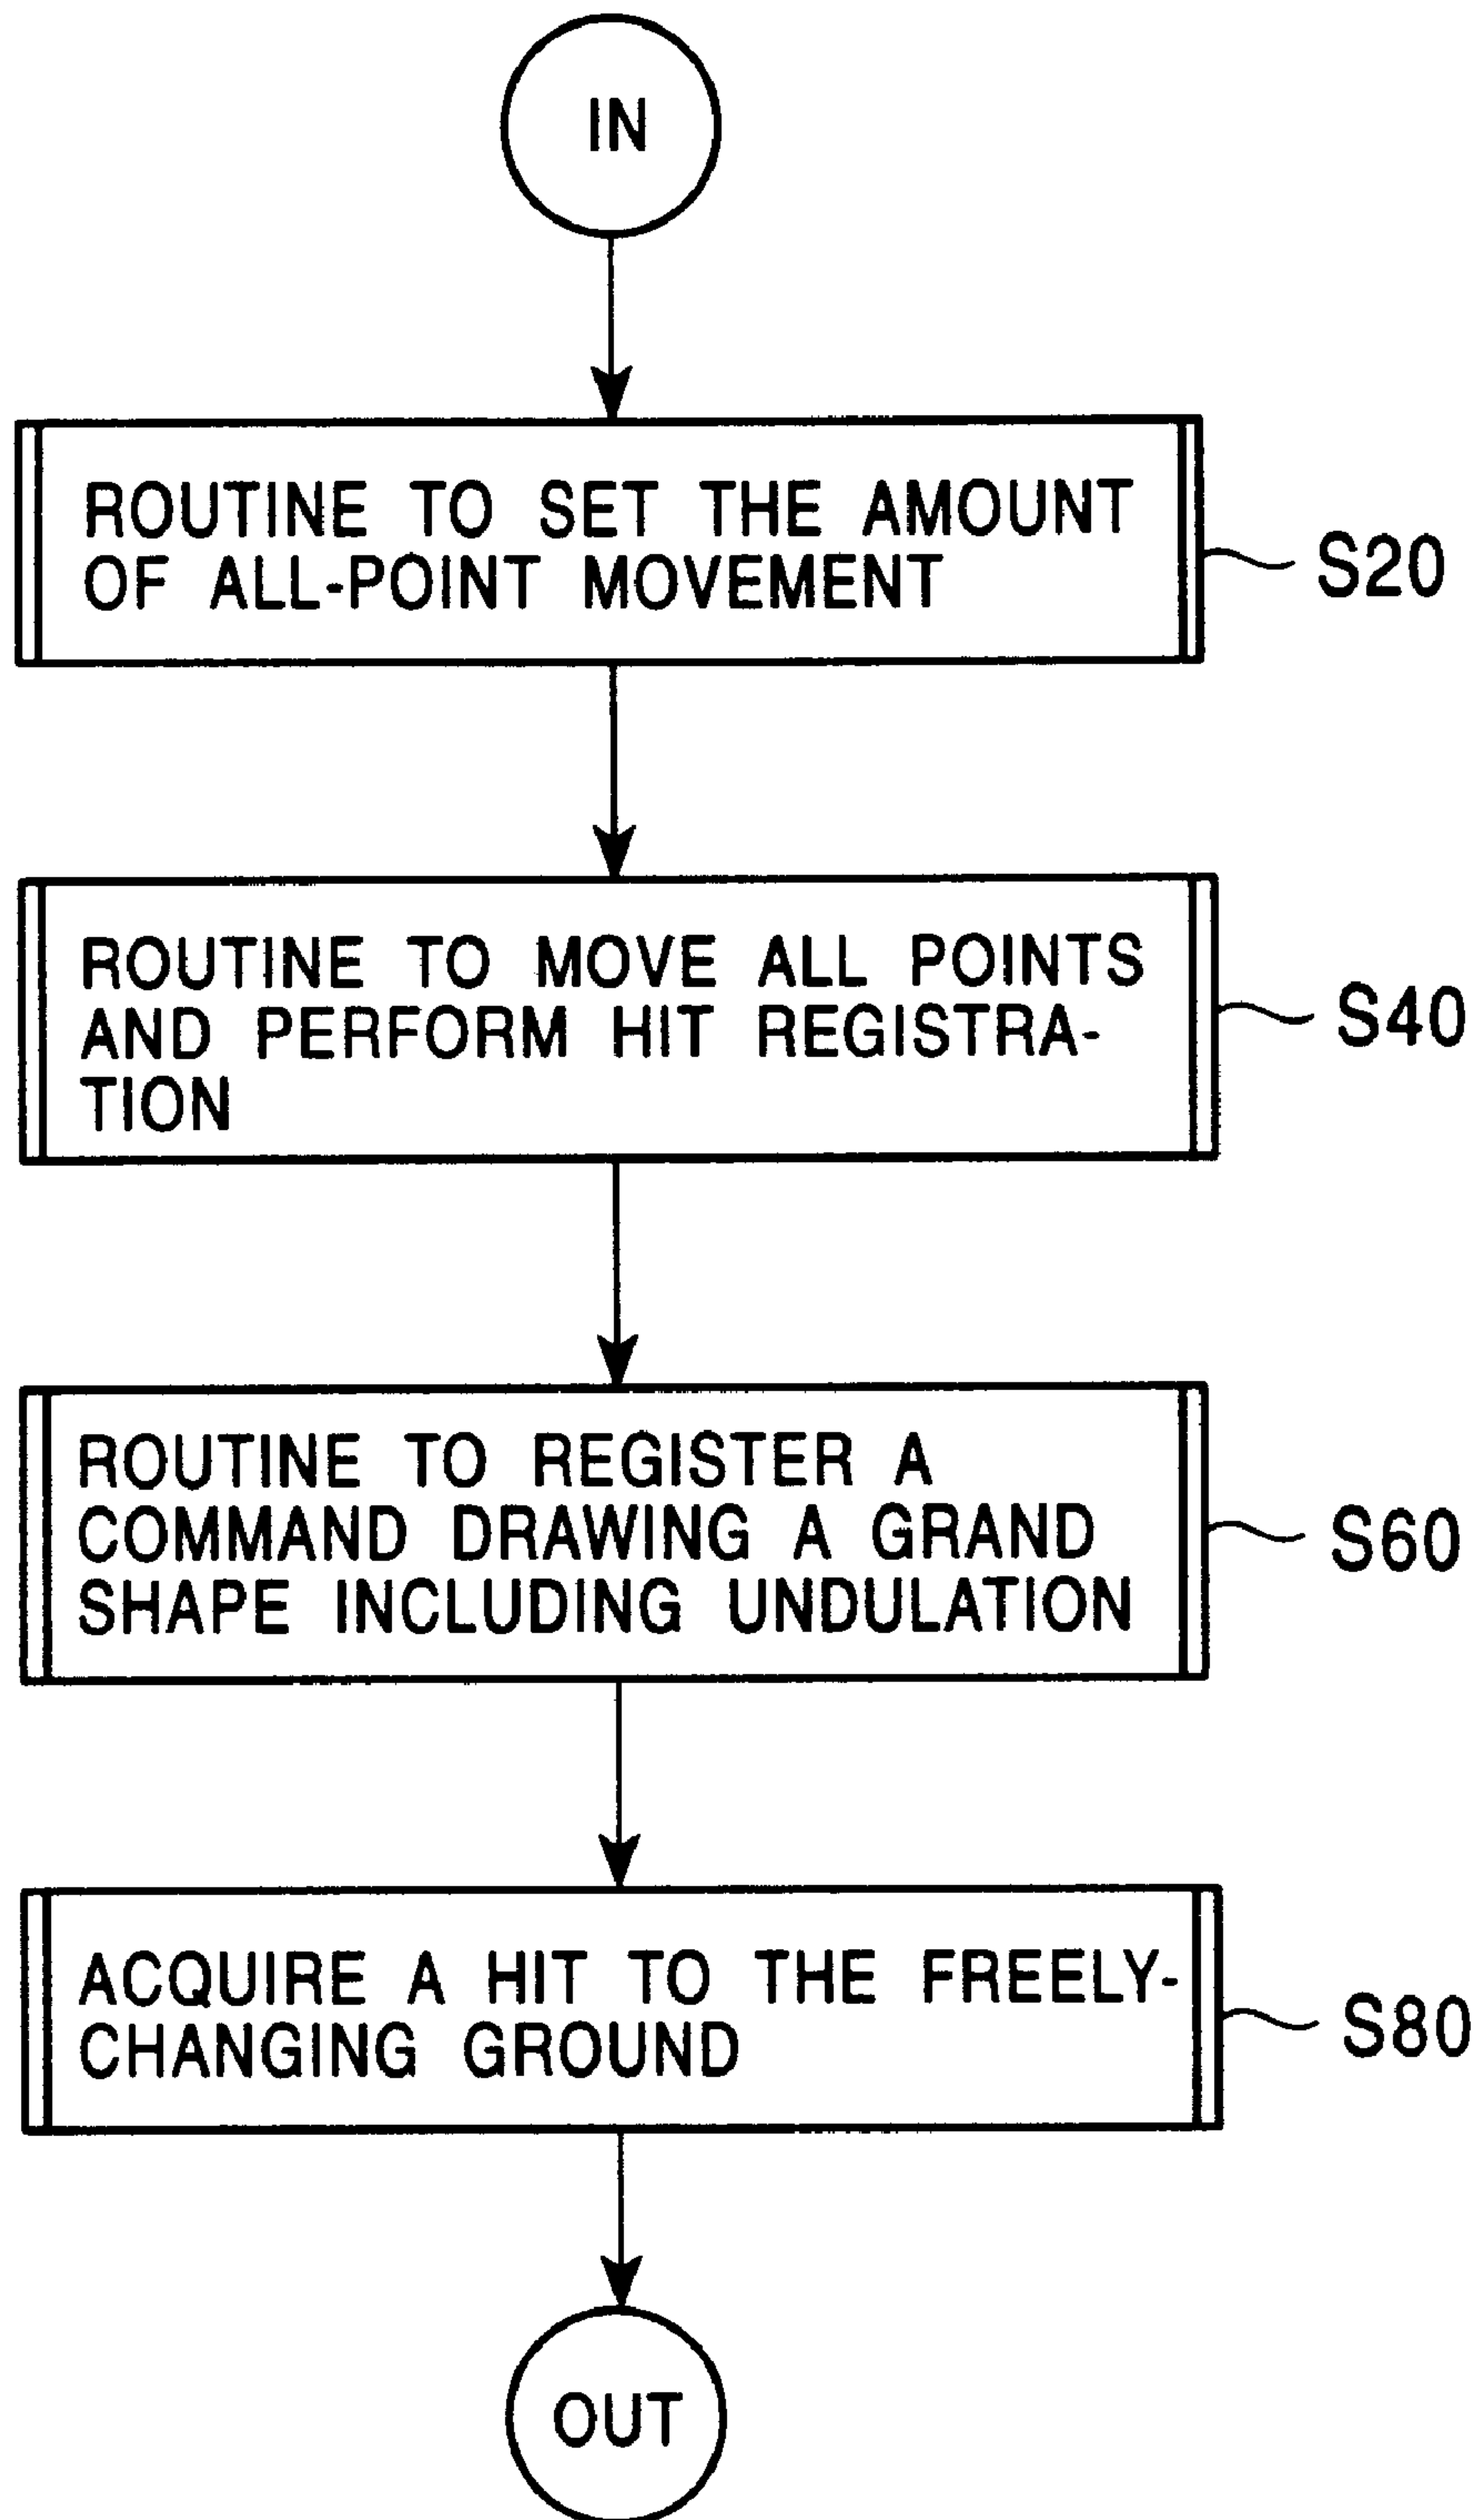 IN
ROUTINE TO SET THE AMOUNT
OF ALL-POINT MOVEMENT
S20
ROUTINE TO MOVE ALL POINTS
AND PERFORM HIT REGISTRA-
TION
S40
ROUTINE TO REGISTER A
COMMAND DRAWING A GRAND
SHAPE INCLUDING UNDULATION
S60
ACQUIRE A HIT TO THE FREELY-
CHANGING GROUND
S80
OUT